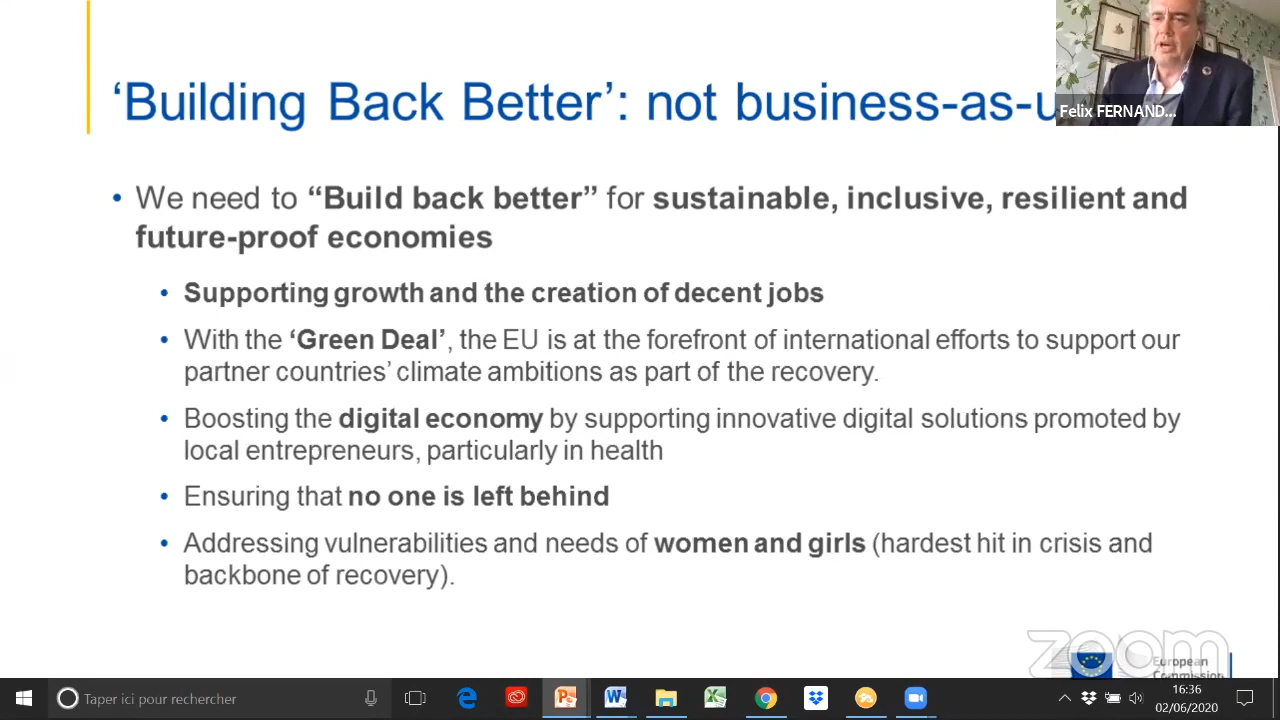 ‘Building Back Better’: not business-as-u
Felix FERNAND...
• We need to “Build back better” for sustainable, inclusive, resilient and
future-proof economies
• Supporting growth and the creation of decent jobs
• With the ‘Green Deal’, the EU is at the forefront of international efforts to support our
partner countries’ climate ambitions as part of the recovery.
• Boosting the digital economy by supporting innovative digital solutions promoted by
local entrepreneurs, particularly in health
• Ensuring that no one is left behind
• Addressing vulnerabilities and needs of women and girls (hardest hit in crisis and
backbone of recovery).
zoom
European
Commission
Taper ici pour rechercher
16:36
02/06/2020